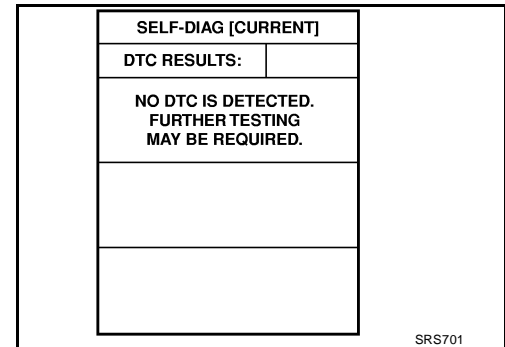 SELF-DIAG [CURRENT]
DTC RESULTS:
NO DTC IS DETECTED.
FURTHER TESTING
MAY BE REQUIRED.
SRS701